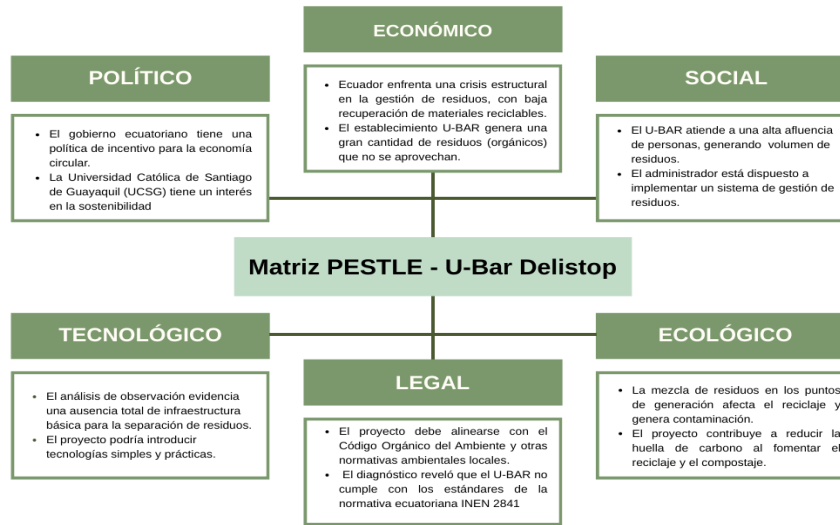 ECONÓMICO
POLÍTICO
SOCIAL
• Ecuador enfrenta una crisis estructural
en la gestión de residuos, con baja
recuperación de materiales reciclables.
• El establecimiento U-BAR genera una
gran cantidad de residuos (orgánicos)
que no se aprovechan.
• El gobierno ecuatoriano tiene una
política de incentivo para la economía
circular.
• La Universidad Católica de Santiago
de Guayaquil (UCSG) tiene un interés
en la sostenibilidad
• El U-BAR atiende a una alta afluencia
de personas, generando volumen de
residuos.
• El administrador está dispuesto a
implementar un sistema de gestión de
residuos.
Matriz PESTLE - U-Bar Delistop
TECNOLÓGICO
ECOLÓGICO
LEGAL
• El análisis de observación evidencia
una ausencia total de infraestructura
básica para la separación de residuos.
• El proyecto podría introducir
tecnologías simples y prácticas.
• El proyecto debe alinearse con el
Código Orgánico del Ambiente y otras
normativas ambientales locales.
• El diagnóstico reveló que el U-BAR no
cumple con los estándares de la
normativa ecuatoriana INEN 2841
• La mezcla de residuos en los puntos
de generación afecta el reciclaje y
genera contaminación.
• El proyecto contribuye a reducir la
huella de carbono al fomentar el
reciclaje y el compostaje.